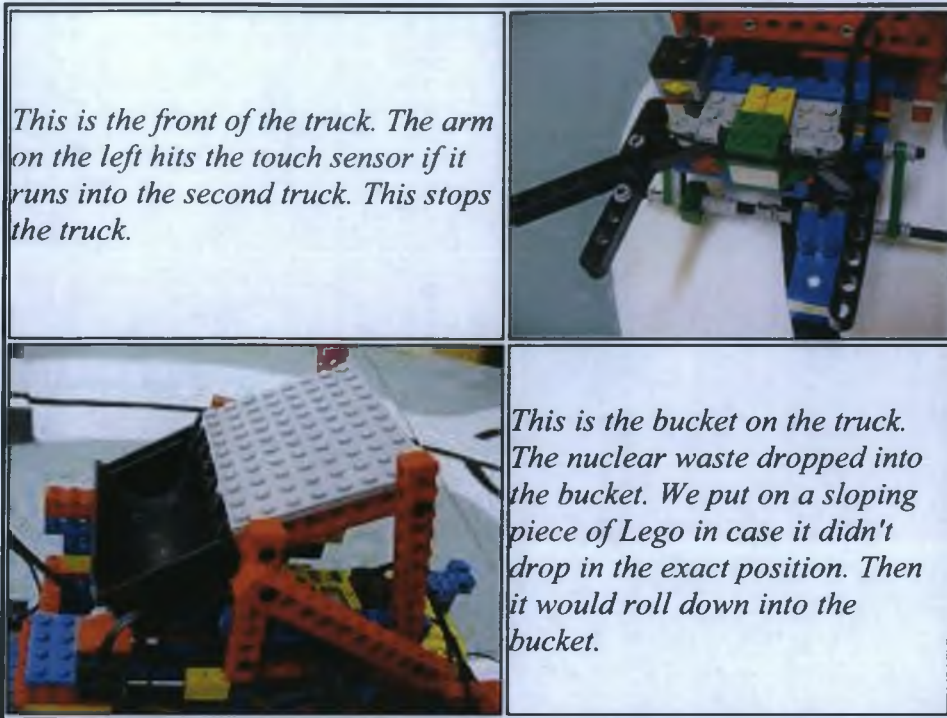 This is the front of the truck. The arm
on the left hits the touch sensor if it
runs into the second truck. This stops
the truck.
This is the bucket on the truck.
The nuclear waste dropped into
the bucket. We put on a sloping
piece of Lego in case it didn't
drop in the exact position. Then
it would roll down into the
bucket.